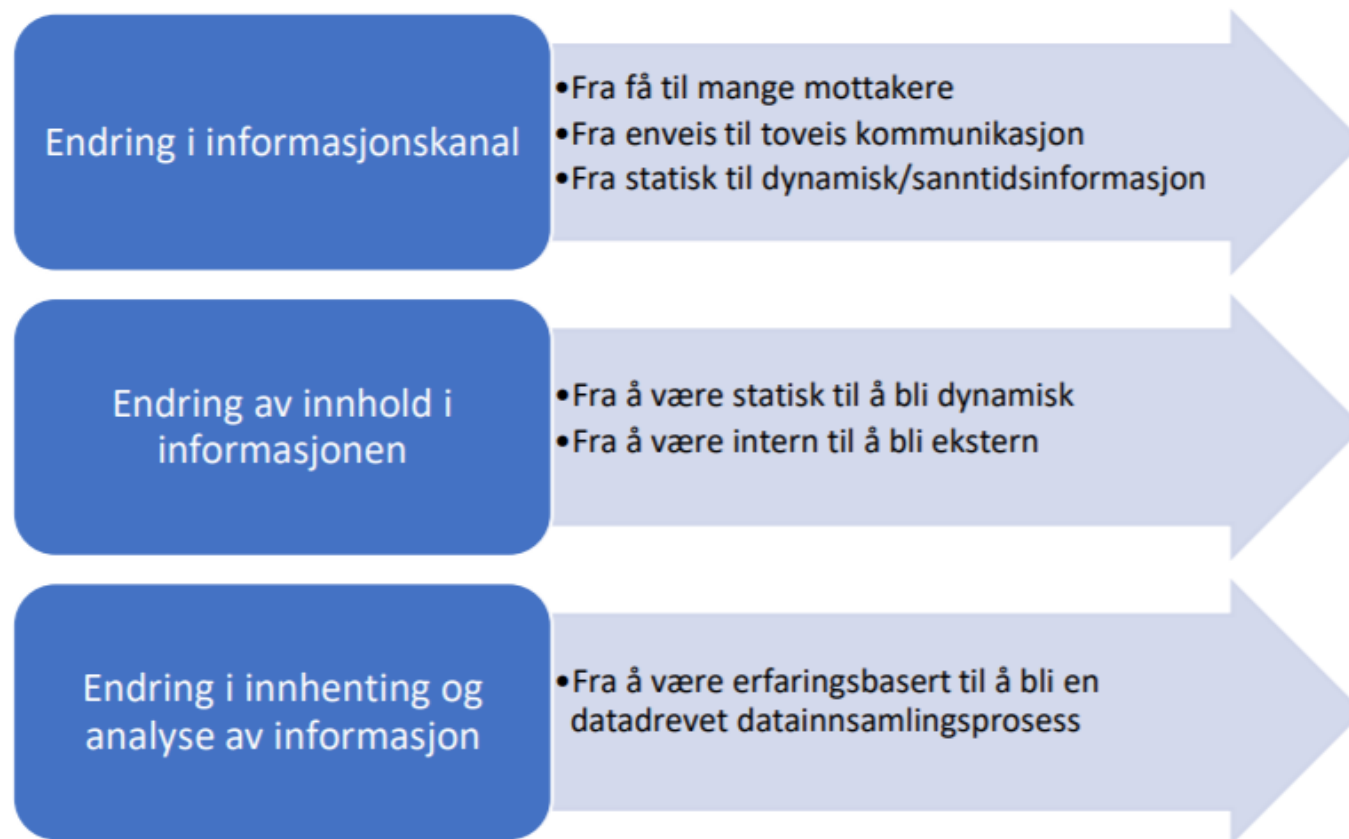 Endring i informasjonskanal
•Fra få til mange mottakere
•Fra enveis til toveis kommunikasjon
•Fra statisk til dynamisk/sanntidsinformasjon
Endring av innhold i
informasjonen
•Fra å være statisk til å bli dynamisk
•Fra å være intern til å bli ekstern
Endring i innhenting og
analyse av informasjon
•Fra å være erfaringsbasert til å bli en
datadrevet datainnsamlingsprosess